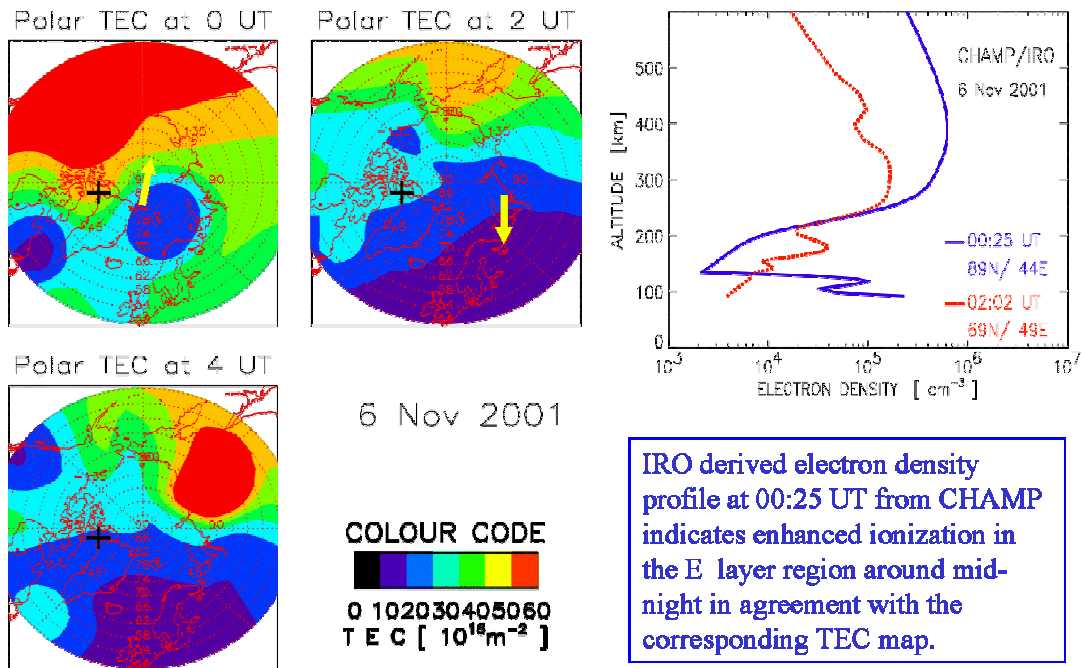 Polar TEC at 0 UT
Polar TEC at 2 UT
Polar TEC at 4 UT
6 Nov 2001
COLOUR CODE
0 10 20 30 40 50 60
TEC [ 10¹⁶m⁻² ]
CHAMP/IRO
6 Nov 2001
ALTITUDE [km]
500
400
300
200
100
0
00:25 UT
89N/ 44E
02:02 UT
69N/ 49E
10³ 10⁴ 10⁵ 10⁶ 10⁷
ELECTRON DENSITY [ cm⁻³ ]
IRO derived electron density
profile at 00:25 UT from CHAMP
indicates enhanced ionization in
the E layer region around mid-
night in agreement with the
corresponding TEC map.